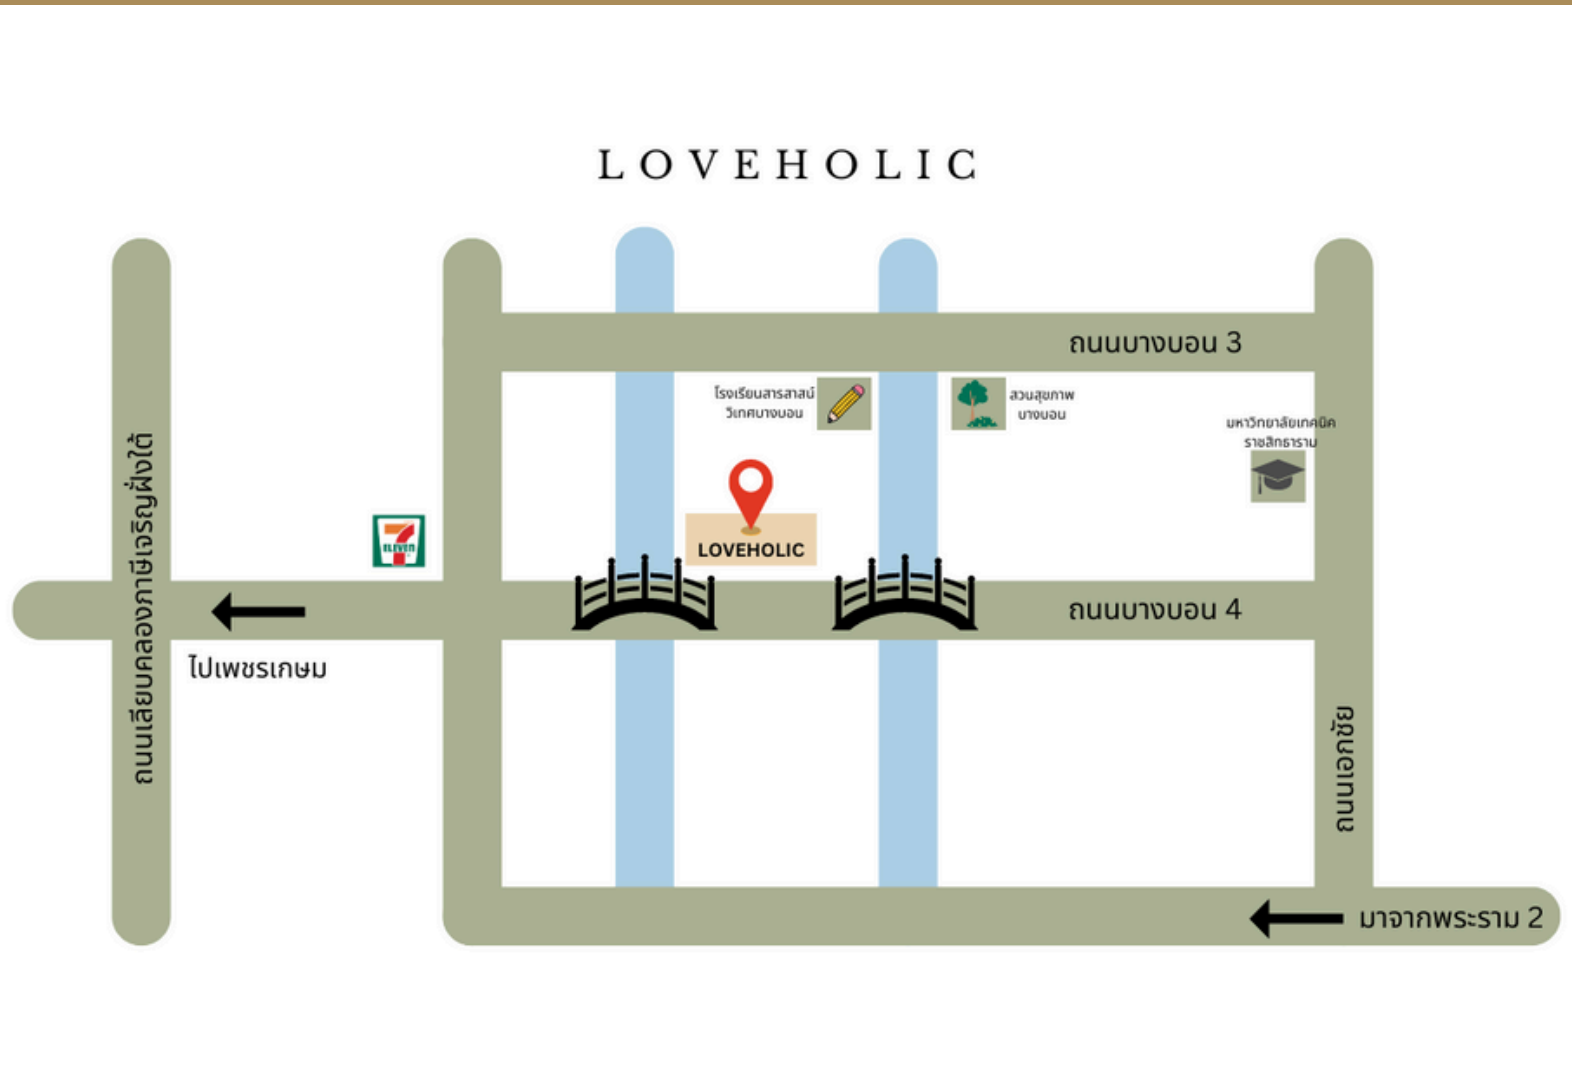 LOVEHOLIC
ถนนบางบอน 3
โรงเรียนสารสาสน์
วิเทศบางบอน
สวนสุขภาพ
บางบอน
มหาวิทยาลัยเทคนิค
ราชสิทธาราม
ถนนเลียบคลองภาษีเจริญฝั่งใต้
7
ELEVEN
LOVEHOLIC
ถนนบางบอน 4
ไปเพชรเกษม
ถนนเอกชัย
มาจากพระราม 2